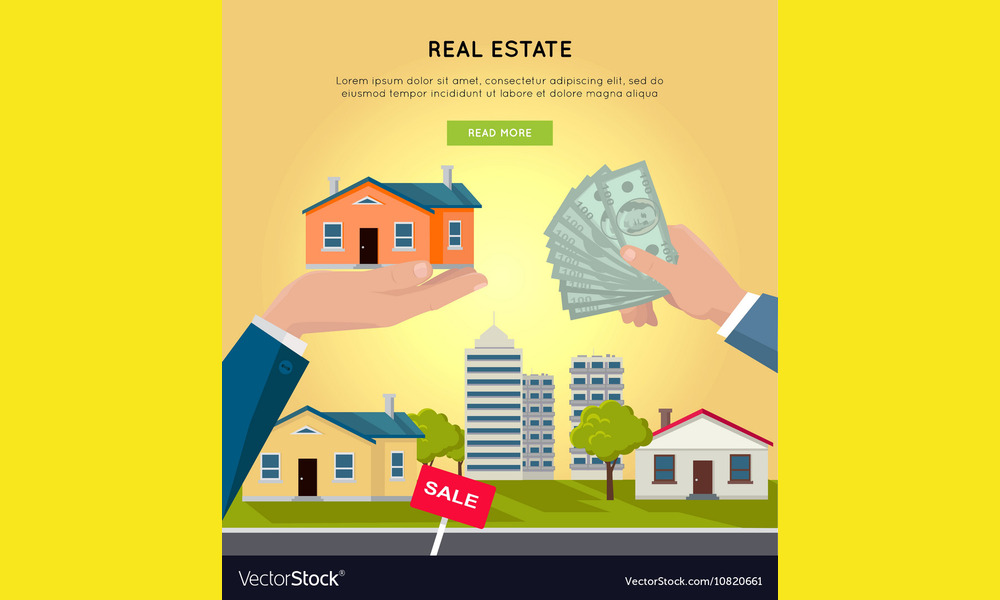 REAL ESTATE
Lorem ipsum dolor sit amet, consectetur adipiscing elit, sed do
eiusmod tempor incididunt ut labore et dolore magna aliqua
READ MORE
100
100
100
100
100
100
SALE
VectorStock®
VectorStock.com/10820661